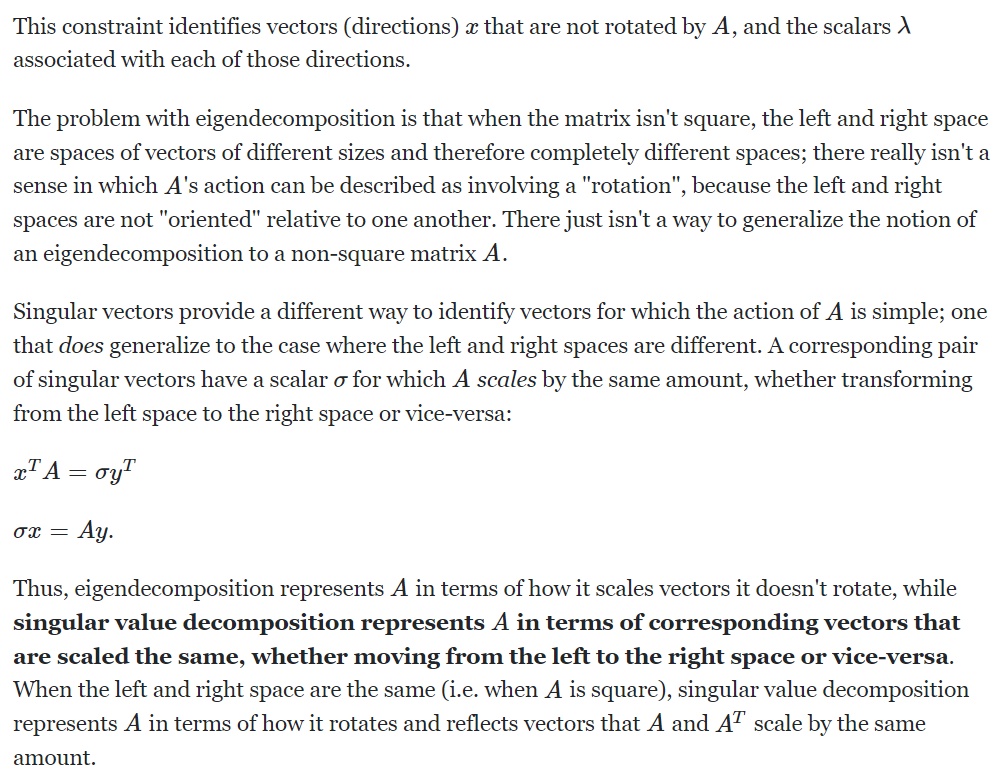 This constraint identifies vectors (directions) x that are not rotated by A, and the scalars λ
associated with each of those directions.
The problem with eigendecomposition is that when the matrix isn't square, the left and right space
are spaces of vectors of different sizes and therefore completely different spaces; there really isn't a
sense in which A's action can be described as involving a "rotation", because the left and right
spaces are not "oriented" relative to one another. There just isn't a way to generalize the notion of
an eigendecomposition to a non-square matrix A.
Singular vectors provide a different way to identify vectors for which the action of A is simple; one
that does generalize to the case where the left and right spaces are different. A corresponding pair
of singular vectors have a scalar σ for which A scales by the same amount, whether transforming
from the left space to the right space or vice-versa:
x^T A = σy^T
σx = Ay.
Thus, eigendecomposition represents A in terms of how it scales vectors it doesn't rotate, while
singular value decomposition represents A in terms of corresponding vectors that
are scaled the same, whether moving from the left to the right space or vice-versa.
When the left and right space are the same (i.e. when A is square), singular value decomposition
represents A in terms of how it rotates and reflects vectors that A and A^T scale by the same
amount.